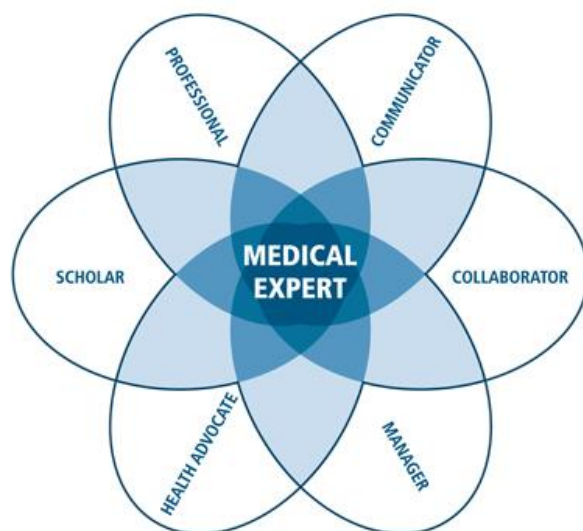 PROFESSIONAL
COMMUNICATOR
SCHOLAR
MEDICAL
EXPERT
COLLABORATOR
HEALTH ADVOCATE
MANAGER